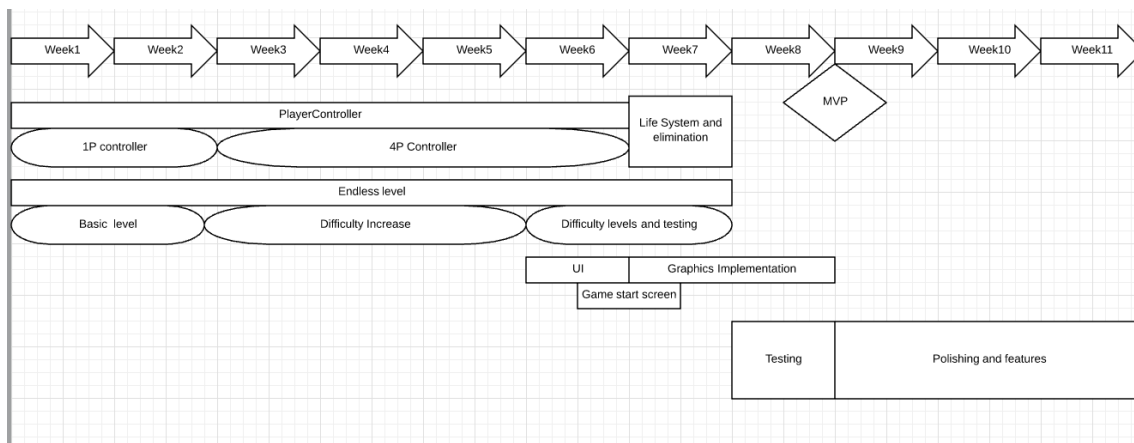 Week1
Week2
Week3
Week4
Week5
Week6
Week7
Week8
Week9
Week10
Week11
MVP
PlayerController
Life System and
elimination
1P controller
4P Controller
Endless level
Basic level
Difficulty Increase
Difficulty levels and testing
UI
Graphics Implementation
Game start screen
Testing
Polishing and features